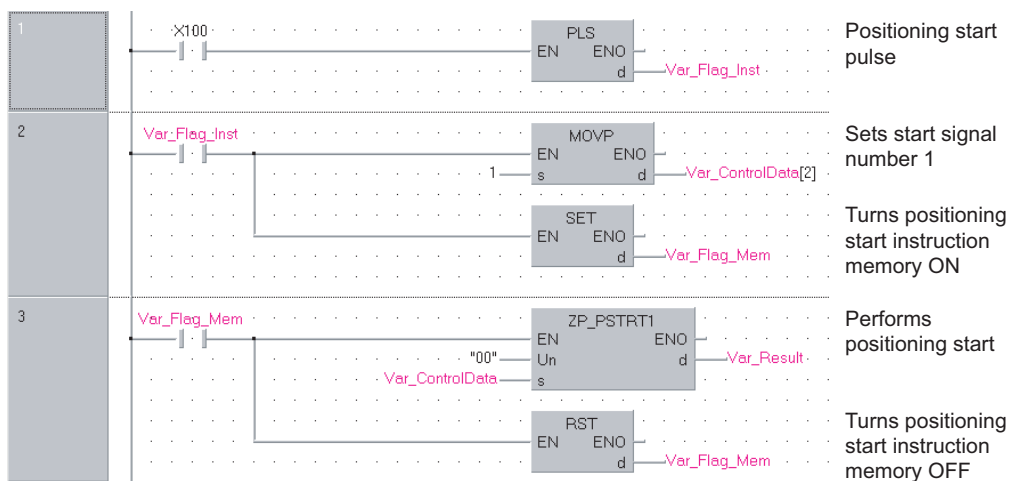 1
X100
PLS
EN ENO
d Var_Flag_Inst
Positioning start
pulse
2
Var_Flag_Inst
MOVP
EN ENO
1 s d Var_ControlData[2]
Sets start signal
number 1
SET
EN ENO
d Var_Flag_Mem
Turns positioning
start instruction
memory ON
3
Var_Flag_Mem
ZP_PSTRT1
EN ENO
"00" Un d Var_Result
Var_ControlData s
Performs
positioning start
RST
EN ENO
d Var_Flag_Mem
Turns positioning
start instruction
memory OFF